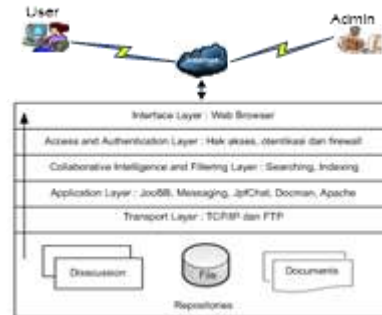 User
Admin
Internet
Interface Layer : Web Browser
Access and Authentication Layer : Hak akses, otentikasi dan firewall
Collaborative Intelligence and Filtering Layer : Searching, Indexing
Application Layer : JooBB, Messaging, JpfChat, Docman, Apache
Transport Layer : TCP/IP dan FTP
Disscussion
File
Documents
Repositories